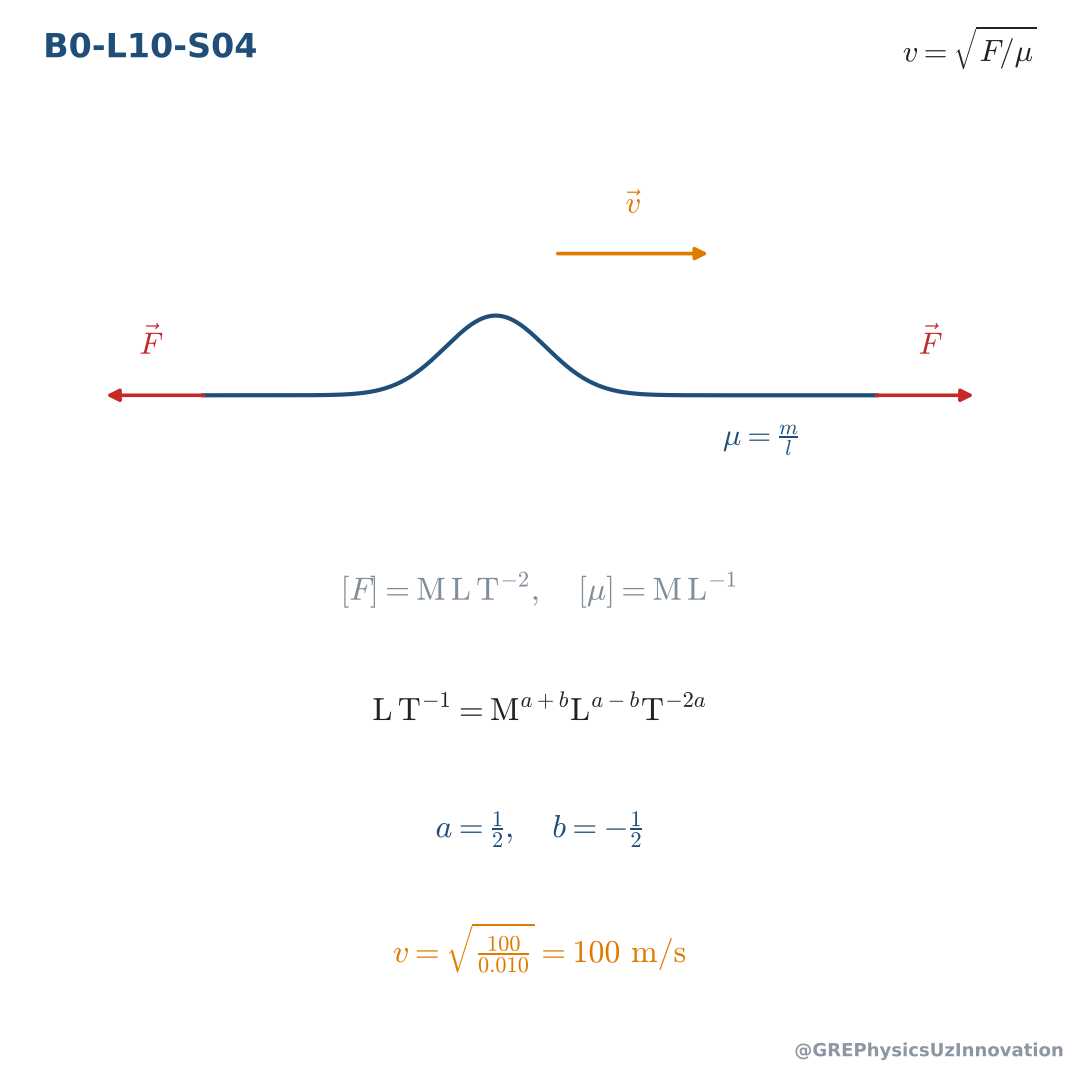 B0-L10-S04
v = √F/μ
v⃗
F⃗
F⃗
μ = m/l
[F] = M L T⁻², [μ] = M L⁻¹
L T⁻¹ = Mᵃ⁺ᵇLᵃ⁻ᵇT⁻²ᵃ
a = 1/2, b = −1/2
v = √100/0.010 = 100 m/s
@GREPhysicsUzInnovation